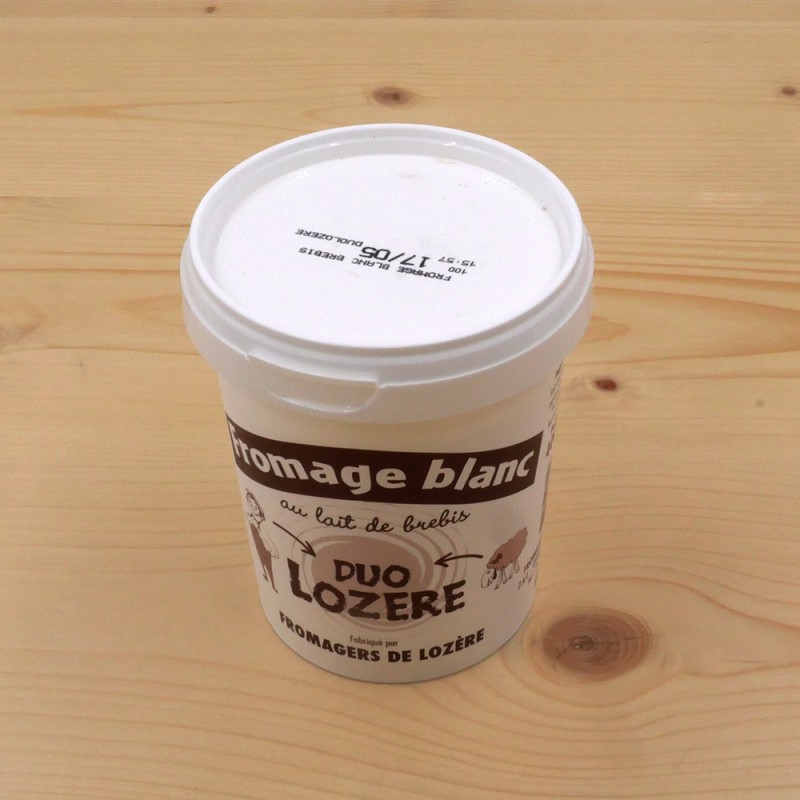 FROMAGE BLANC BREBIS
100 17/05 DUOLOZERE
15:57
Fromage blanc
au lait de brebis
DUO
LOZERE
Fabriqué par
FROMAGERS DE LOZÈRE